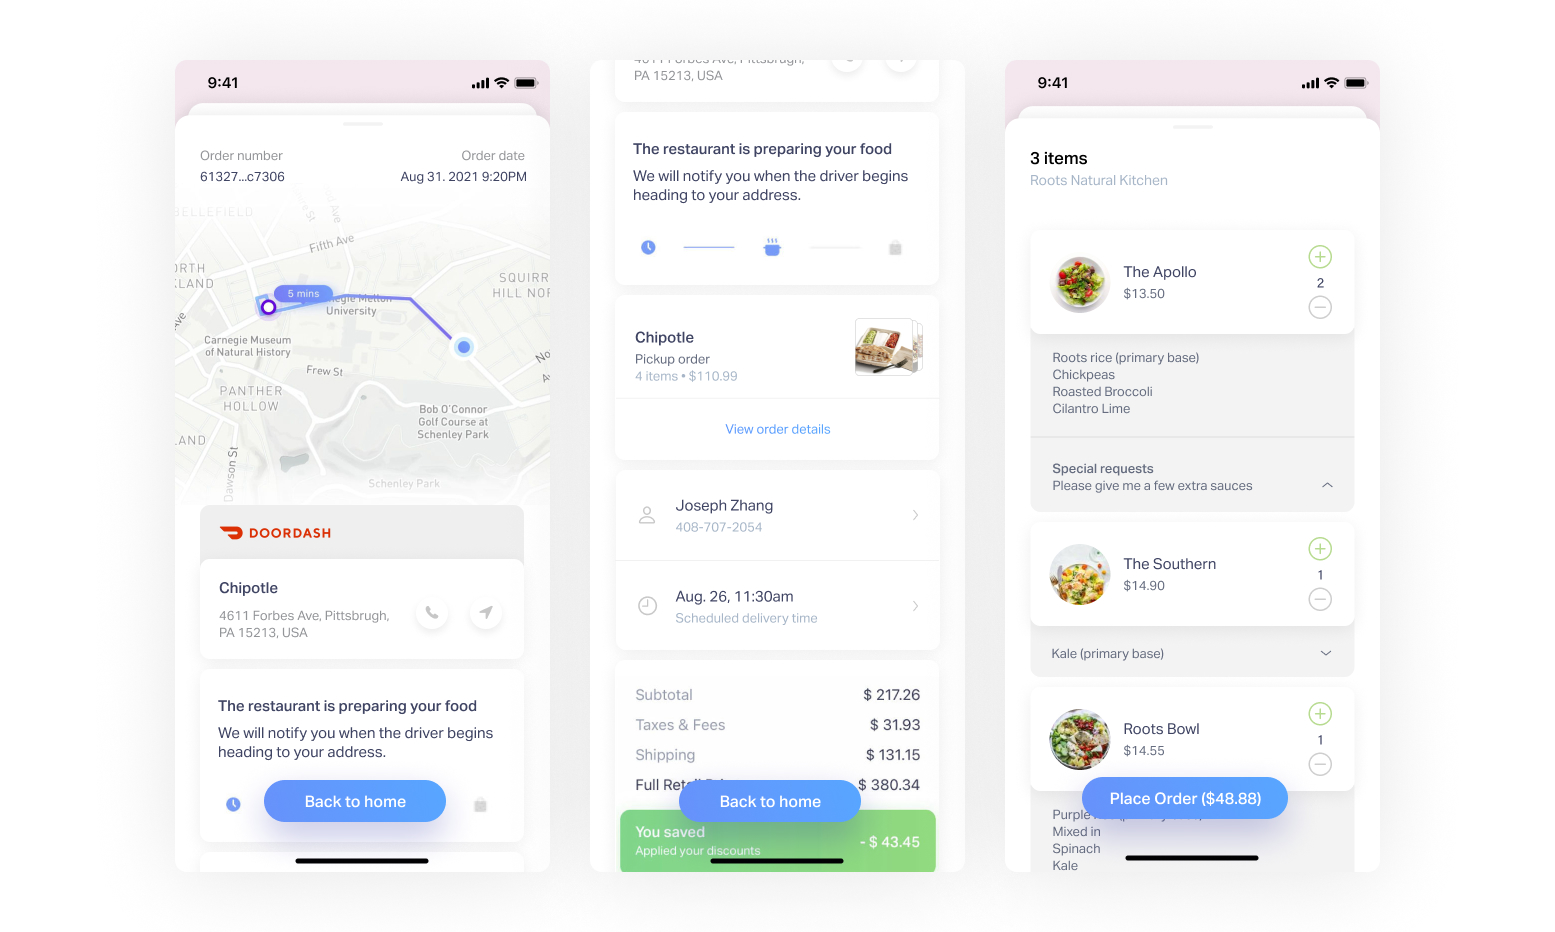 9:41
Order number
Order date
61327...c7306
Aug 31. 2021 9:20PM
BELLEFIELD
Fifth Ave
SQUIRR
HILL NOR
ORTH
KLAND
5 mins
negie Mellon
University
Carnegie Museum
of Natural History
Frew St
PANTHER
HOLLOW
Bob O'Connor
Golf Course at
Schenley Park
LAND
Dawson St
Schenley Park
DOORDASH
Chipotle
4611 Forbes Ave, Pittsbrugh,
PA 15213, USA
The restaurant is preparing your food
We will notify you when the driver begins
heading to your address.
Back to home
4611 Forbes Ave, Pittsbrugh,
PA 15213, USA
The restaurant is preparing your food
We will notify you when the driver begins
heading to your address.
Chipotle
Pickup order
4 items • $110.99
View order details
Joseph Zhang
408-707-2054
Aug. 26, 11:30am
Scheduled delivery time
Subtotal
$ 217.26
Taxes & Fees
$ 31.93
Shipping
$ 131.15
Full
$ 380.34
Back to home
You saved
Applied your discounts
- $ 43.45
9:41
3 items
Roots Natural Kitchen
The Apollo
$13.50
2
Roots rice (primary base)
Chickpeas
Roasted Broccoli
Cilantro Lime
Special requests
Please give me a few extra sauces
The Southern
$14.90
1
Kale (primary base)
Roots Bowl
$14.55
1
Place Order ($48.88)
Purple
Mixed in
Spinach
Kale